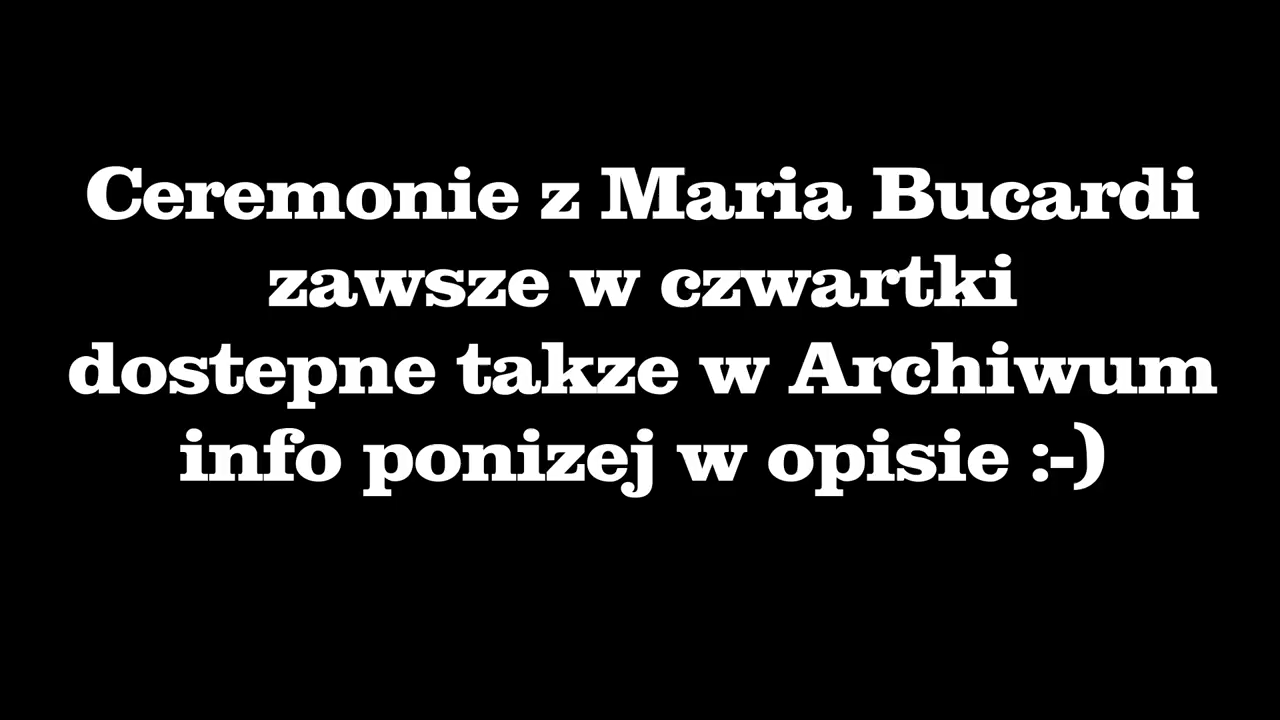 Ceremonie z Maria Bucardi
zawsze w czwartki
dostepne takze w Archiwum
info ponizej w opisie :-)